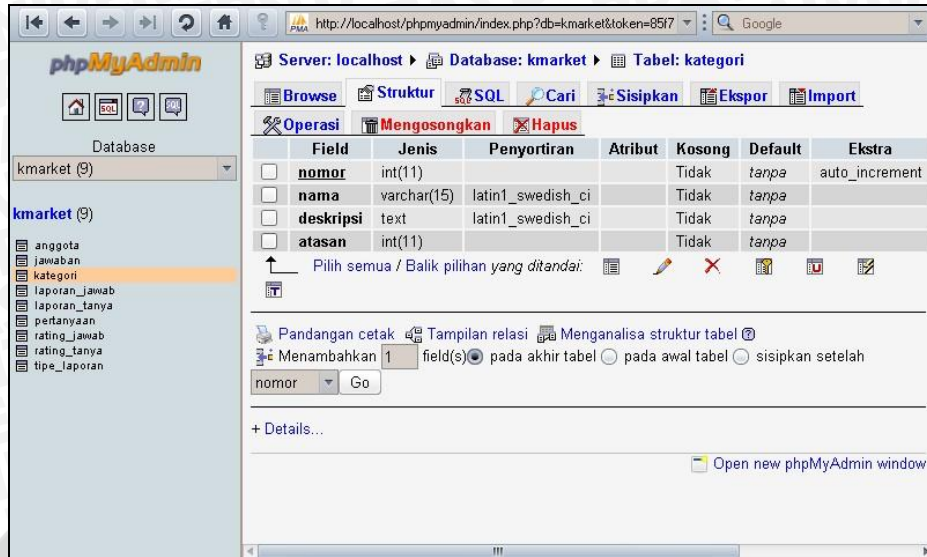 http://localhost/phpmyadmin/index.php?db=kmarket&token=85f7
Google
phpMyAdmin
Database
kmarket (9)
kmarket (9)
anggota
jawaban
kategori
laporan_jawab
laporan_tanya
pertanyaan
rating_jawab
rating_tanya
tipe_laporan
Server: localhost Database: kmarket Tabel: kategori
Browse Struktur SQL Cari Sisipkan Ekspor Import
Operasi Mengosongkan Hapus
Field Jenis Penyortiran Atribut Kosong Default Ekstra
nomor int(11) Tidak tanpa auto_increment
nama varchar(15) latin1_swedish_ci Tidak tanpa
deskripsi text latin1_swedish_ci Tidak tanpa
atasan int(11) Tidak tanpa
Pilih semua / Balik pilihan yang ditandai:
Pandangan cetak Tampilan relasi Menganalisa struktur tabel
Menambahkan 1 field(s) pada akhir tabel pada awal tabel sisipkan setelah
nomor Go
+ Details...
Open new phpMyAdmin window